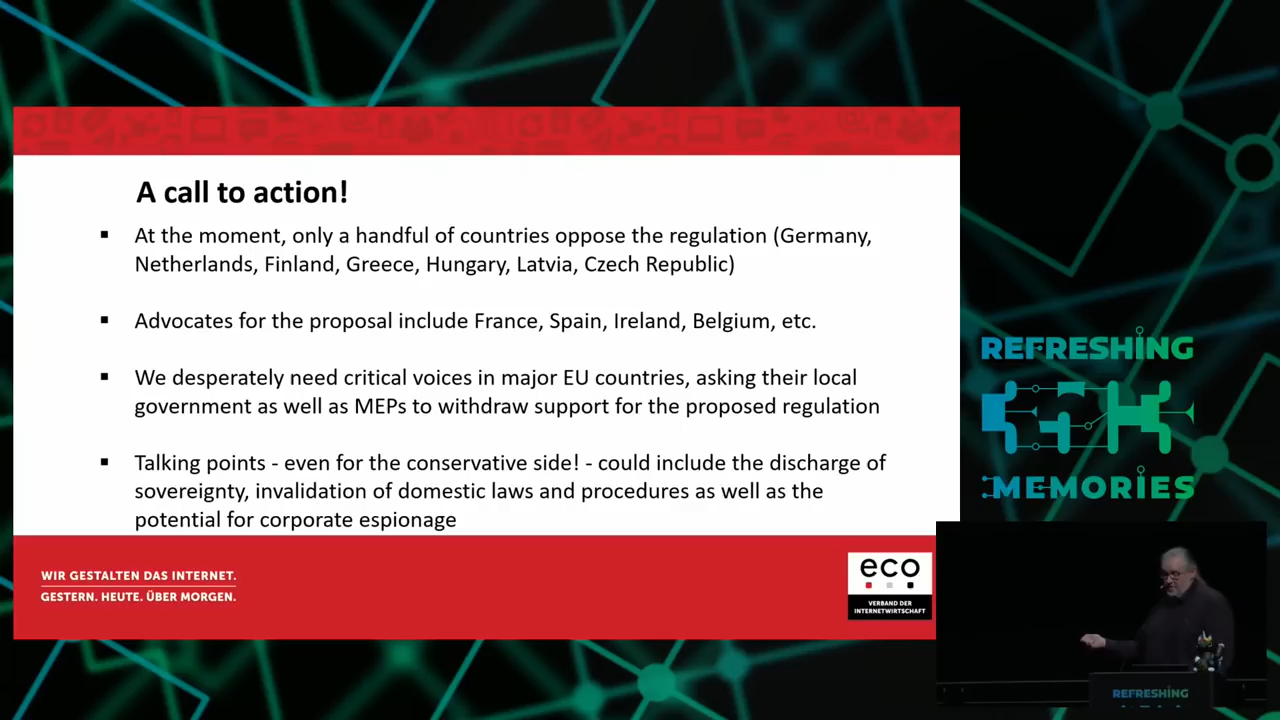 A call to action!
▪ At the moment, only a handful of countries oppose the regulation (Germany,
Netherlands, Finland, Greece, Hungary, Latvia, Czech Republic)
▪ Advocates for the proposal include France, Spain, Ireland, Belgium, etc.
▪ We desperately need critical voices in major EU countries, asking their local
government as well as MEPs to withdraw support for the proposed regulation
▪ Talking points - even for the conservative side! - could include the discharge of
sovereignty, invalidation of domestic laws and procedures as well as the
potential for corporate espionage
WIR GESTALTEN DAS INTERNET.
GESTERN. HEUTE. ÜBER MORGEN.
eco
VERBAND DER
INTERNETWIRTSCHAFT
REFRESHING
MEMORIES
REFRESHING